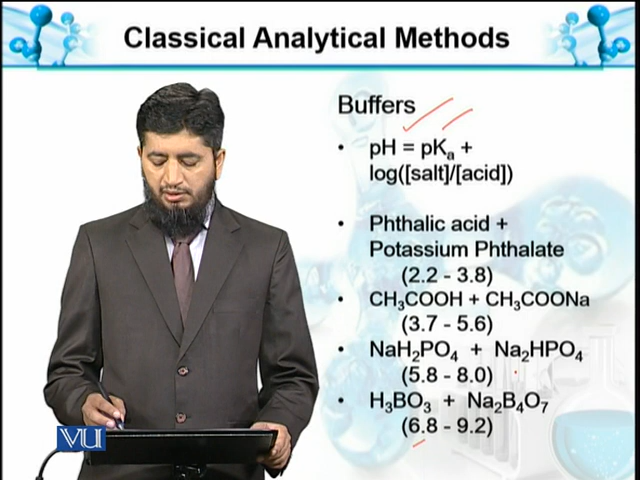 Classical Analytical Methods
Buffers
• pH = pKₐ +
log([salt]/[acid])
• Phthalic acid +
Potassium Phthalate
(2.2 - 3.8)
• CH₃COOH + CH₃COONa
(3.7 - 5.6)
• NaH₂PO₄ + Na₂HPO₄
(5.8 - 8.0)
• H₃BO₃ + Na₂B₄O₇
(6.8 - 9.2)
VU